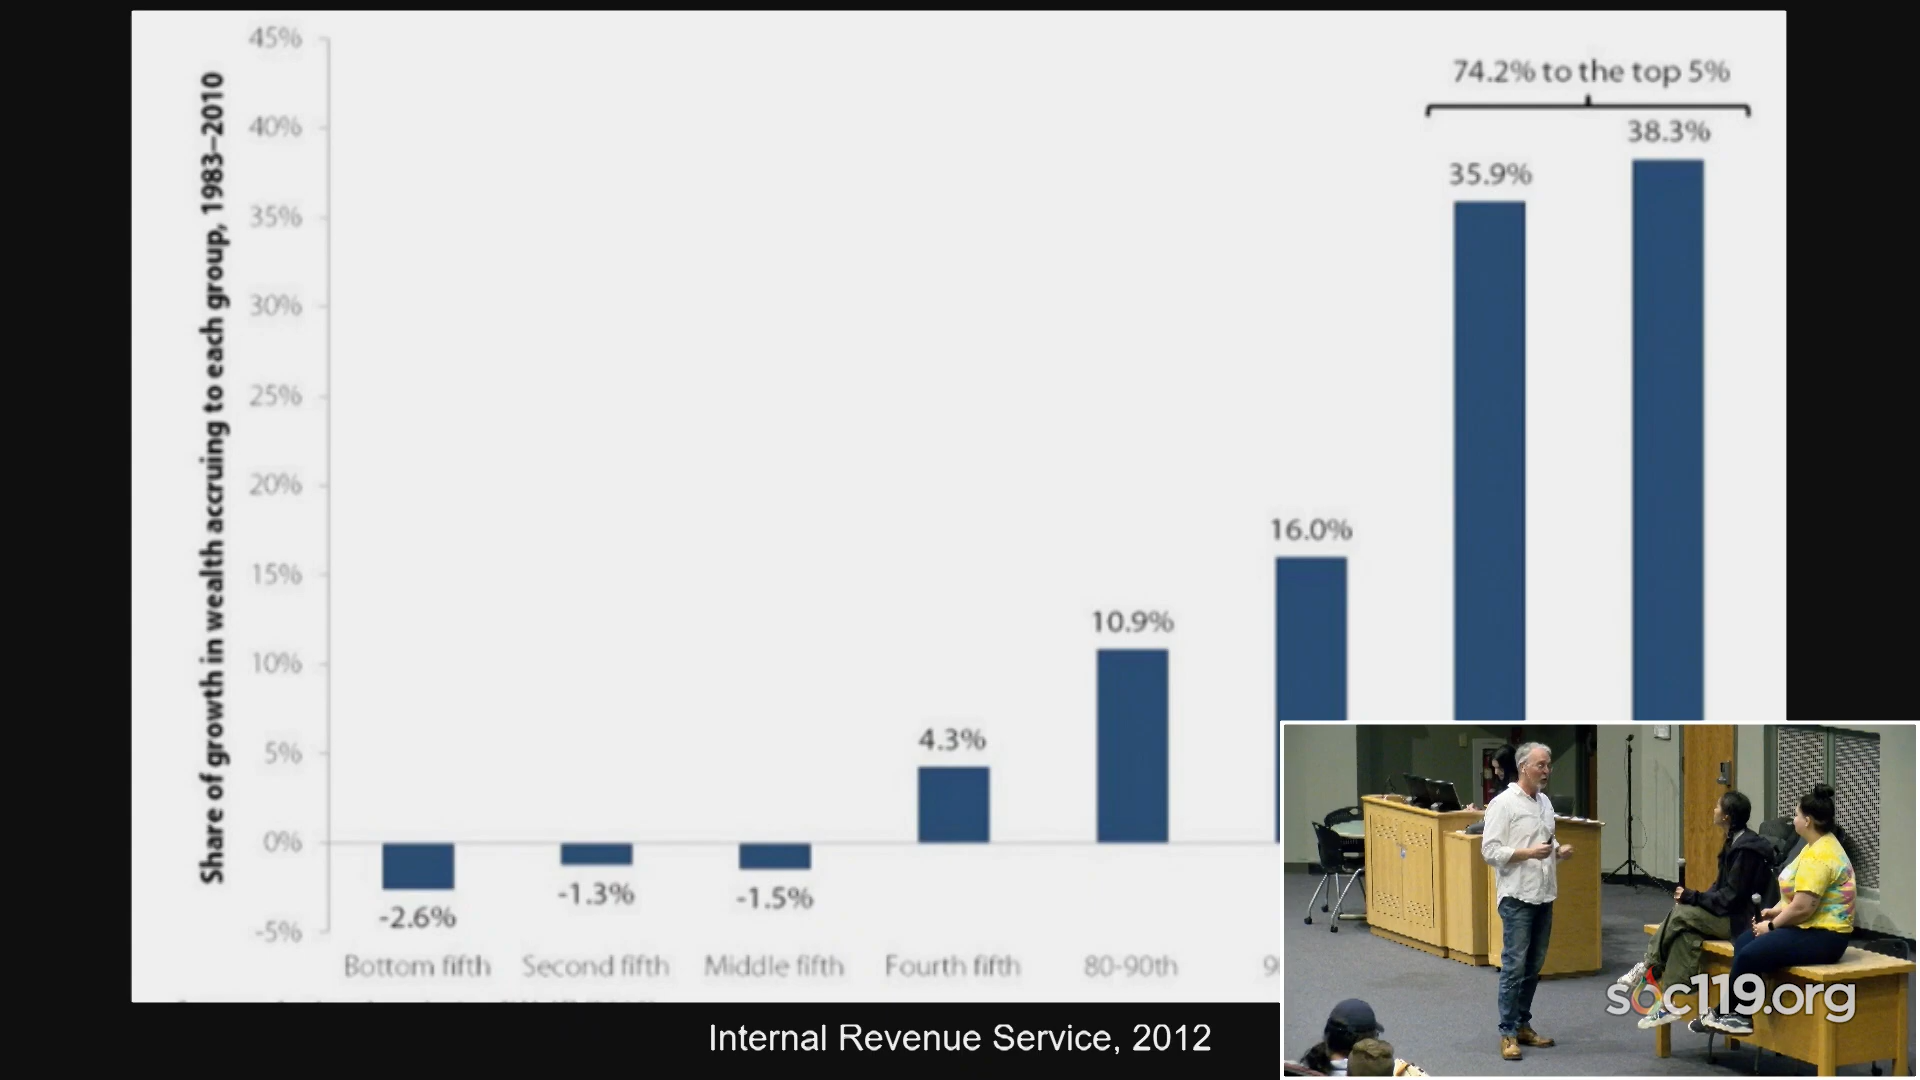 45%
40%
35%
30%
25%
20%
15%
10%
5%
0%
-5%
Share of growth in wealth accruing to each group, 1983–2010
74.2% to the top 5%
38.3%
35.9%
16.0%
10.9%
4.3%
-2.6%
-1.3%
-1.5%
Bottom fifth
Second fifth
Middle fifth
Fourth fifth
80-90th
Internal Revenue Service, 2012
soc119.org